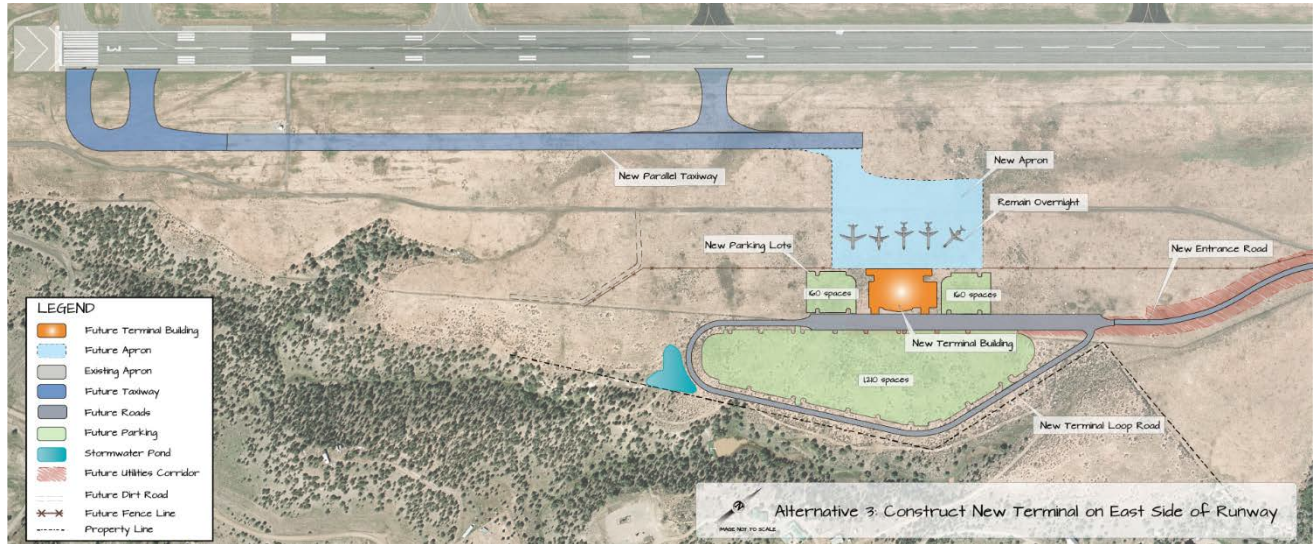 New Parallel Taxiway
New Apron
Remain Overnight
New Parking Lots
New Entrance Road
160 spaces
160 spaces
New Terminal Building
1210 spaces
New Terminal Loop Road
LEGEND
Future Terminal Building
Future Apron
Existing Apron
Future Taxiway
Future Roads
Future Parking
Stormwater Pond
Future Utilities Corridor
Future Dirt Road
Future Fence Line
Property Line
IMAGE NOT TO SCALE
Alternative 3: Construct New Terminal on East Side of Runway